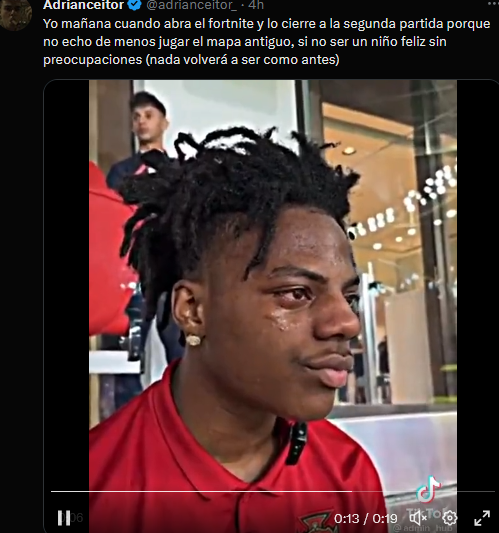 Adrianceitor @adrianceitor_ · 4h
Yo mañana cuando abra el fortnite y lo cierre a la segunda partida porque
no echo de menos jugar el mapa antiguo, si no ser un niño feliz sin
preocupaciones (nada volverá a ser como antes)
TikTok
0:13 / 0:19